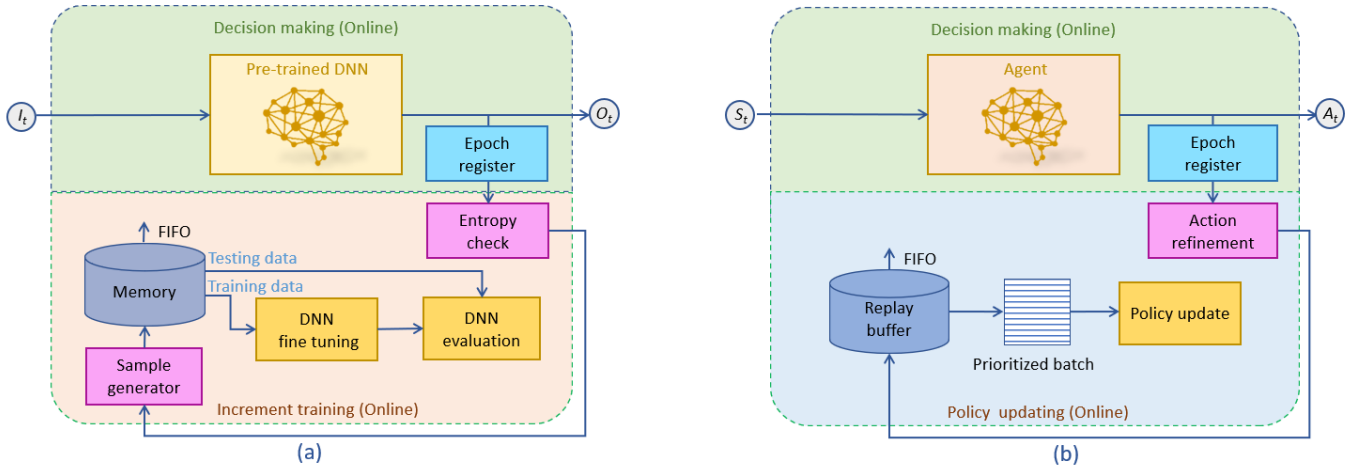 Decision making (Online)
Pre-trained DNN
I_t
O_t
Epoch
register
Entropy
check
FIFO
Testing data
Memory
Training data
DNN
fine tuning
DNN
evaluation
Sample
generator
Increment training (Online)
(a)
Decision making (Online)
Agent
S_t
A_t
Epoch
register
Action
refinement
FIFO
Replay
buffer
Policy update
Prioritized batch
Policy updating (Online)
(b)